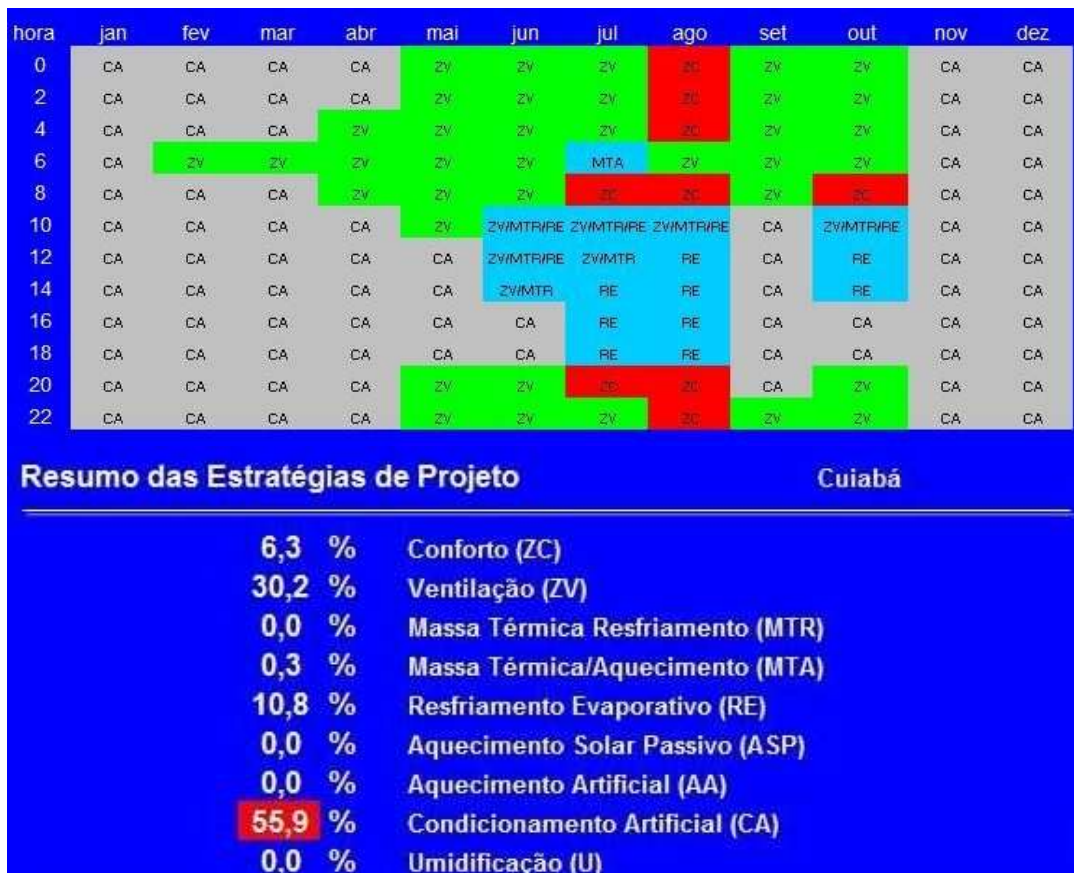 hora jan fev mar abr mai jun jul ago set out nov dez
0 CA CA CA CA ZV ZV ZV ZC ZV ZV CA CA
2 CA CA CA CA ZV ZV ZV ZC ZV ZV CA CA
4 CA CA CA ZV ZV ZV ZV ZC ZV ZV CA CA
6 CA ZV ZV ZV ZV ZV MTA ZV ZV ZV CA CA
8 CA CA CA ZV ZV ZV ZC ZC ZV ZC CA CA
10 CA CA CA CA ZV ZV/MTR/RE ZV/MTR/RE ZV/MTR/RE CA ZV/MTR/RE CA CA
12 CA CA CA CA CA ZV/MTR/RE ZV/MTR RE CA RE CA CA
14 CA CA CA CA CA ZV/MTR RE RE CA RE CA CA
16 CA CA CA CA CA CA RE RE CA CA CA CA
18 CA CA CA CA CA CA RE RE CA CA CA CA
20 CA CA CA CA ZV ZV ZC ZC CA ZV CA CA
22 CA CA CA CA ZV ZV ZV ZC ZV ZV CA CA
Resumo das Estratégias de Projeto Cuiabá
6,3 % Conforto (ZC)
30,2 % Ventilação (ZV)
0,0 % Massa Térmica Resfriamento (MTR)
0,3 % Massa Térmica/Aquecimento (MTA)
10,8 % Resfriamento Evaporativo (RE)
0,0 % Aquecimento Solar Passivo (ASP)
0,0 % Aquecimento Artificial (AA)
55,9 % Condicionamento Artificial (CA)
0,0 % Umidificação (U)